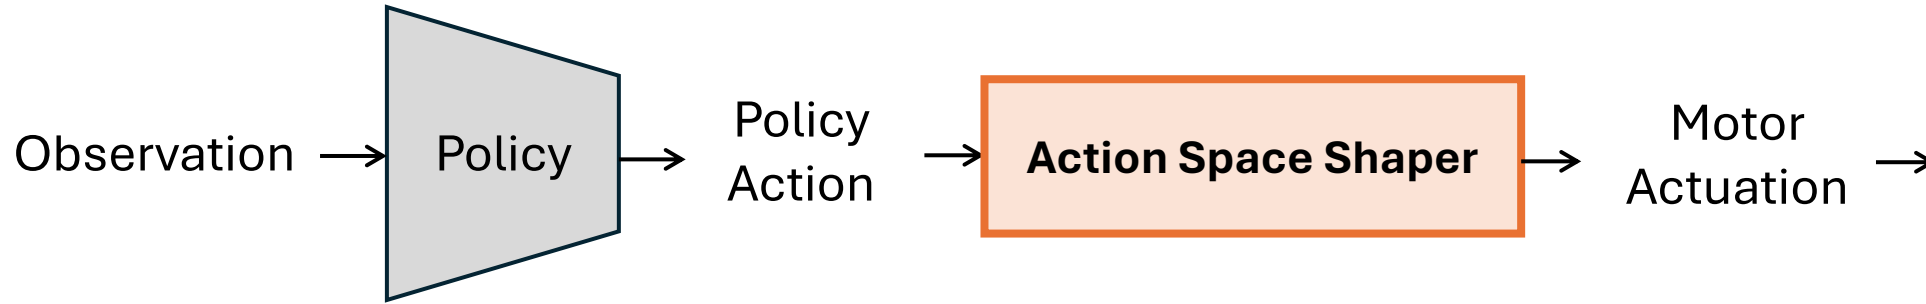 Observation
Policy
Policy
Action
Action Space Shaper
Motor
Actuation